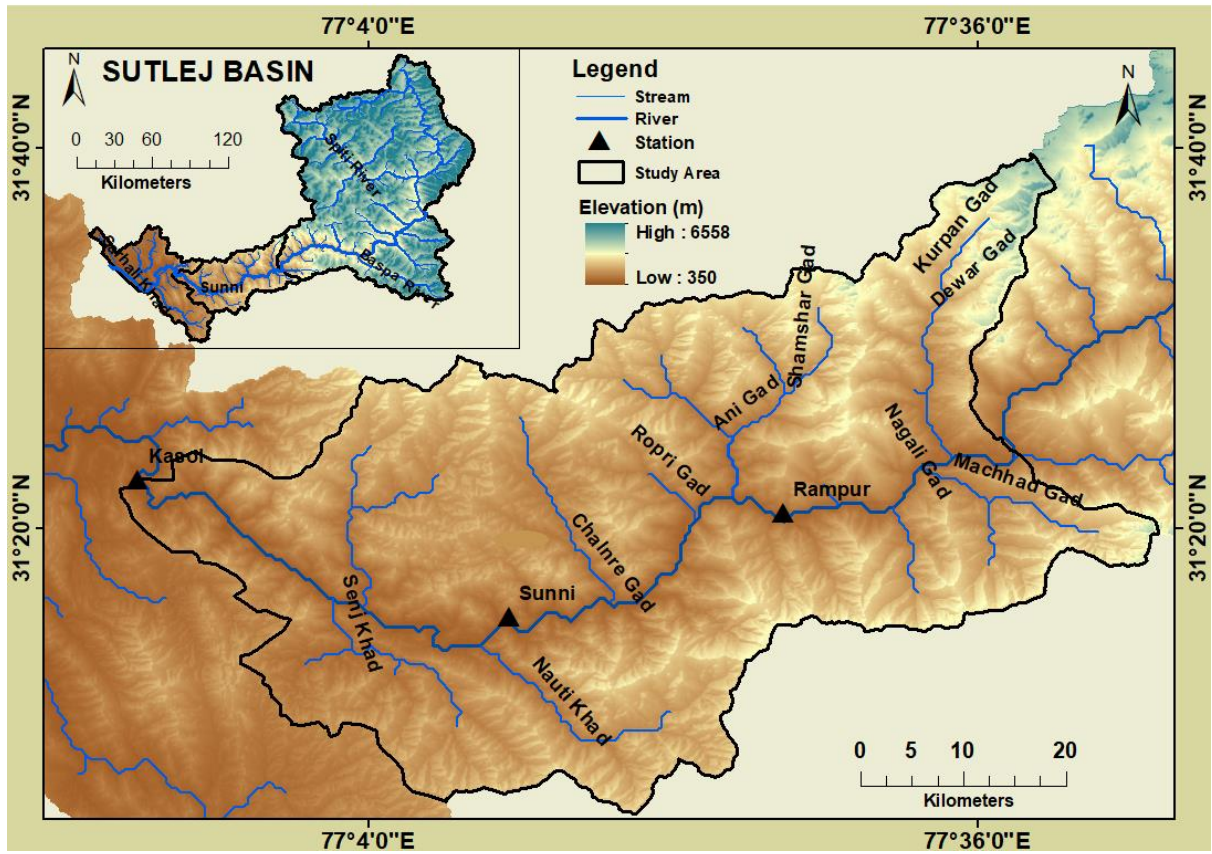 77°4'0"E
77°36'0"E
SUTLEJ BASIN
N
0 30 60 120
Kilometers
Spiti River
Baspa River
Sunni
Legend
Stream
River
Station
Study Area
Elevation (m)
High : 6558
Low : 350
N
31°40'0"N
31°40'0"N
Kurpan Gad
Dewar Gad
Shamshar Gad
Ani Gad
Ropri Gad
Nagali Gad
Machhad Gad
Kasol
Rampur
31°20'0"N
31°20'0"N
Chalnre Gad
Sunni
Senj Khad
Nauti Khad
0 5 10 20
Kilometers
77°4'0"E
77°36'0"E